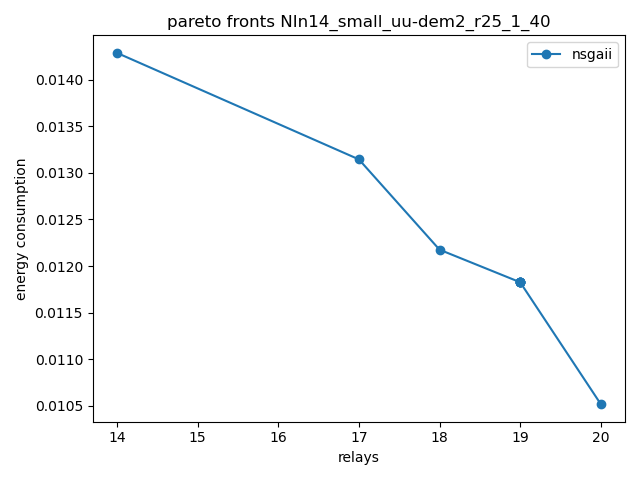 pareto fronts NIn14_small_uu-dem2_r25_1_40
nsgaii
energy consumption
0.0140
0.0135
0.0130
0.0125
0.0120
0.0115
0.0110
0.0105
14 15 16 17 18 19 20
relays